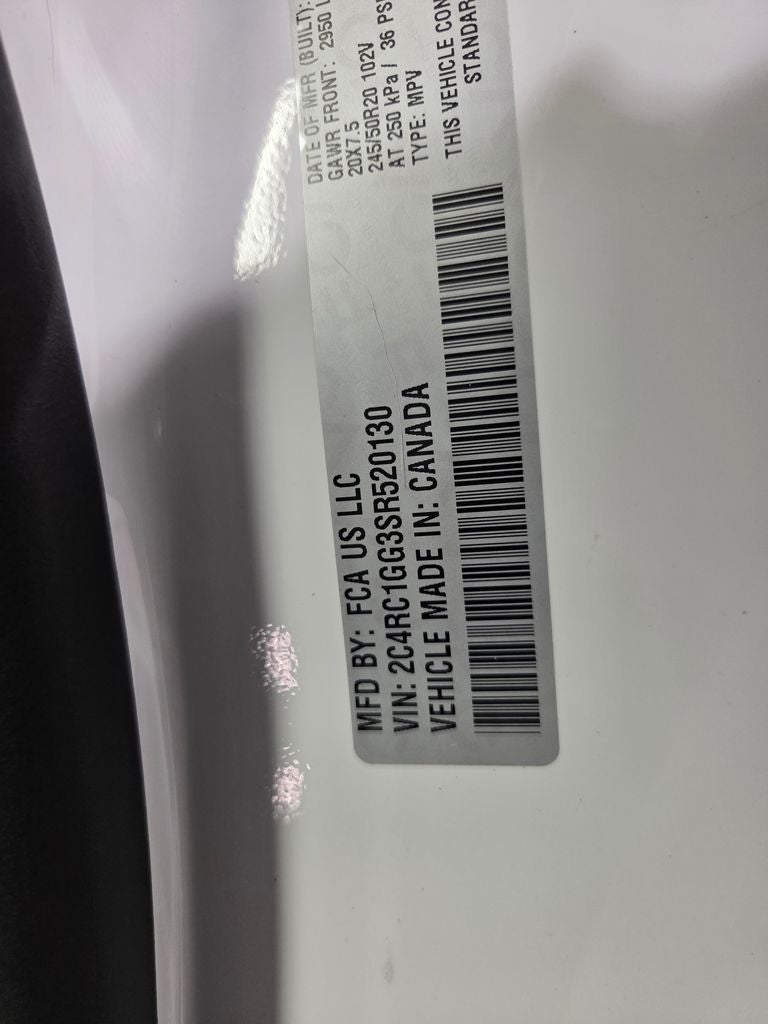 MFD BY: FCA US LLC
VIN: 2C4RC1GG3SR520130
VEHICLE MADE IN: CANADA
DATE OF MFR (BUILT):
GAWR FRONT: 2950 L
20X7.5
245/50R20 102V
AT 250 kPa / 36 PSI
TYPE: MPV
THIS VEHICLE CON
STANDAR